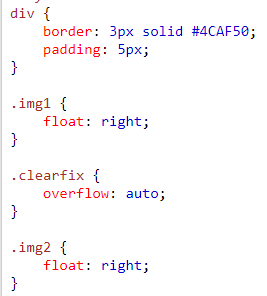 div {
    border: 3px solid #4CAF50;
    padding: 5px;
}

.img1 {
    float: right;
}

.clearfix {
    overflow: auto;
}

.img2 {
    float: right;
}